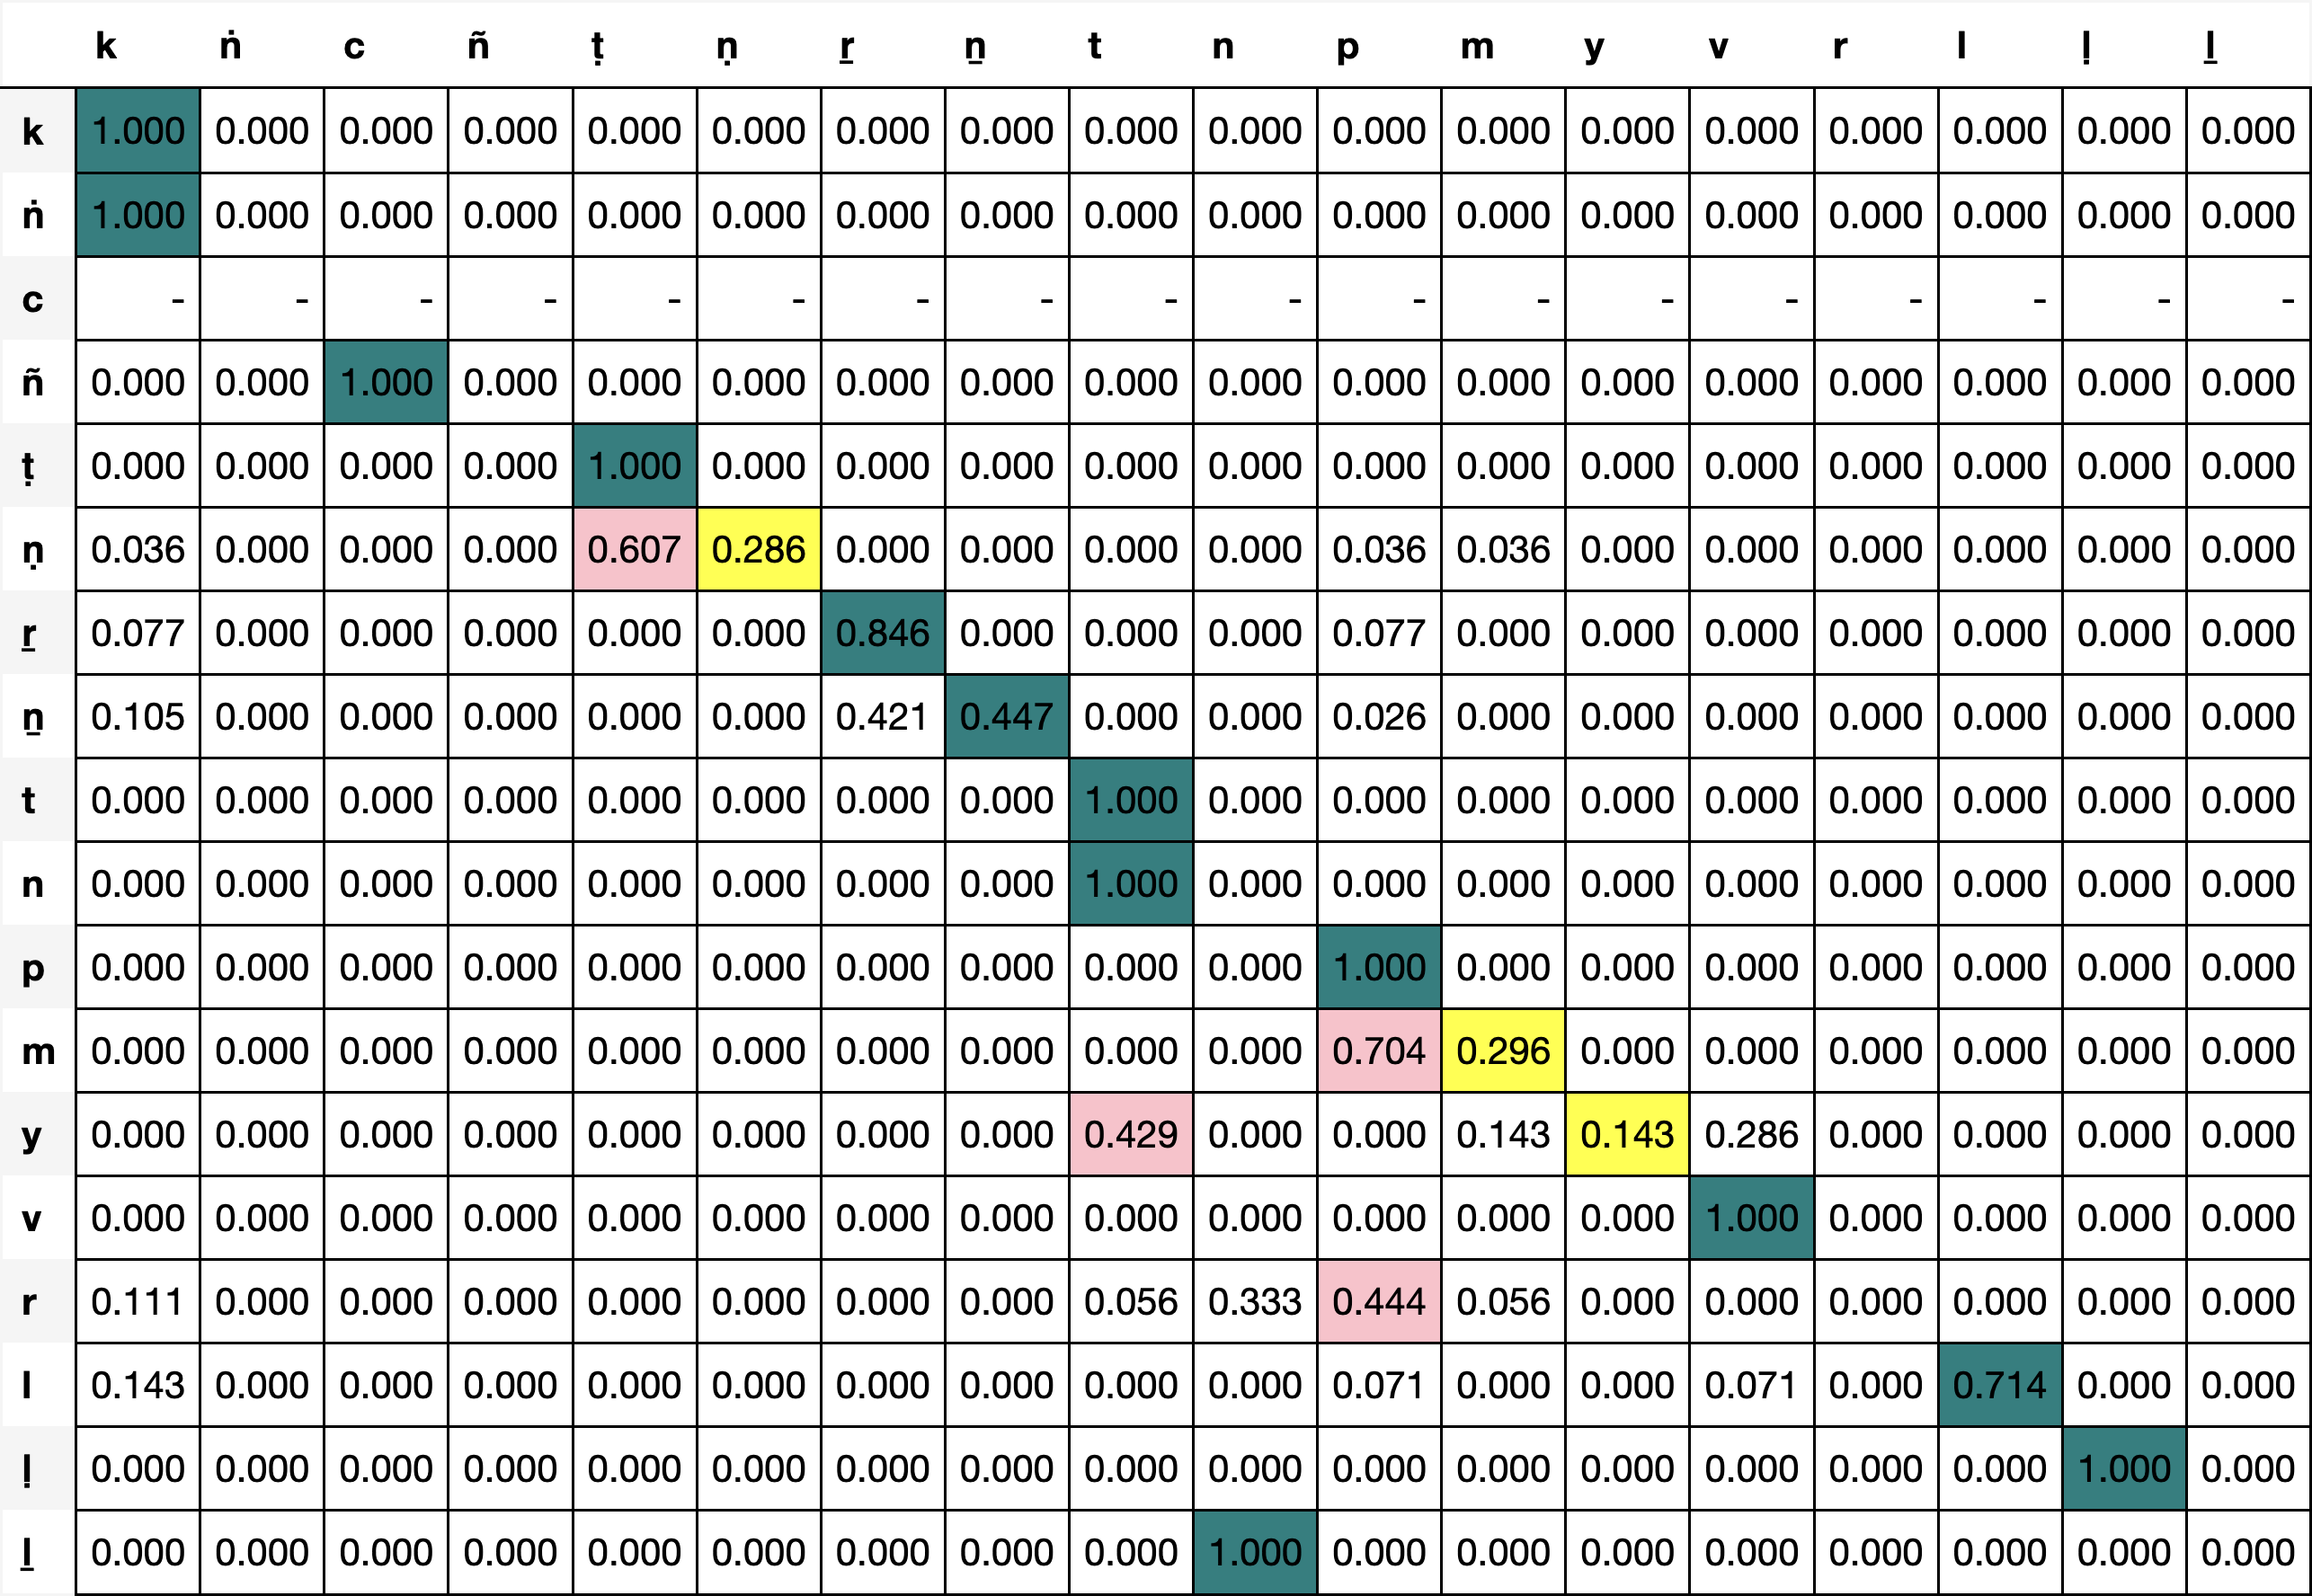 k ṅ c ñ ṭ ṇ ṟ ṉ t n p m y v r l ḷ ḻ
k 1.000 0.000 0.000 0.000 0.000 0.000 0.000 0.000 0.000 0.000 0.000 0.000 0.000 0.000 0.000 0.000 0.000 0.000
ṅ 1.000 0.000 0.000 0.000 0.000 0.000 0.000 0.000 0.000 0.000 0.000 0.000 0.000 0.000 0.000 0.000 0.000 0.000
c - - - - - - - - - - - - - - - - - -
ñ 0.000 0.000 1.000 0.000 0.000 0.000 0.000 0.000 0.000 0.000 0.000 0.000 0.000 0.000 0.000 0.000 0.000 0.000
ṭ 0.000 0.000 0.000 0.000 1.000 0.000 0.000 0.000 0.000 0.000 0.000 0.000 0.000 0.000 0.000 0.000 0.000 0.000
ṇ 0.036 0.000 0.000 0.000 0.607 0.286 0.000 0.000 0.000 0.000 0.036 0.036 0.000 0.000 0.000 0.000 0.000 0.000
ṟ 0.077 0.000 0.000 0.000 0.000 0.000 0.846 0.000 0.000 0.000 0.077 0.000 0.000 0.000 0.000 0.000 0.000 0.000
ṉ 0.105 0.000 0.000 0.000 0.000 0.000 0.421 0.447 0.000 0.000 0.026 0.000 0.000 0.000 0.000 0.000 0.000 0.000
t 0.000 0.000 0.000 0.000 0.000 0.000 0.000 0.000 1.000 0.000 0.000 0.000 0.000 0.000 0.000 0.000 0.000 0.000
n 0.000 0.000 0.000 0.000 0.000 0.000 0.000 0.000 1.000 0.000 0.000 0.000 0.000 0.000 0.000 0.000 0.000 0.000
p 0.000 0.000 0.000 0.000 0.000 0.000 0.000 0.000 0.000 0.000 1.000 0.000 0.000 0.000 0.000 0.000 0.000 0.000
m 0.000 0.000 0.000 0.000 0.000 0.000 0.000 0.000 0.000 0.000 0.704 0.296 0.000 0.000 0.000 0.000 0.000 0.000
y 0.000 0.000 0.000 0.000 0.000 0.000 0.000 0.000 0.429 0.000 0.000 0.143 0.143 0.286 0.000 0.000 0.000 0.000
v 0.000 0.000 0.000 0.000 0.000 0.000 0.000 0.000 0.000 0.000 0.000 0.000 0.000 1.000 0.000 0.000 0.000 0.000
r 0.111 0.000 0.000 0.000 0.000 0.000 0.000 0.000 0.056 0.333 0.444 0.056 0.000 0.000 0.000 0.000 0.000 0.000
l 0.143 0.000 0.000 0.000 0.000 0.000 0.000 0.000 0.000 0.000 0.071 0.000 0.000 0.071 0.000 0.714 0.000 0.000
ḷ 0.000 0.000 0.000 0.000 0.000 0.000 0.000 0.000 0.000 0.000 0.000 0.000 0.000 0.000 0.000 0.000 1.000 0.000
ḻ 0.000 0.000 0.000 0.000 0.000 0.000 0.000 0.000 0.000 1.000 0.000 0.000 0.000 0.000 0.000 0.000 0.000 0.000